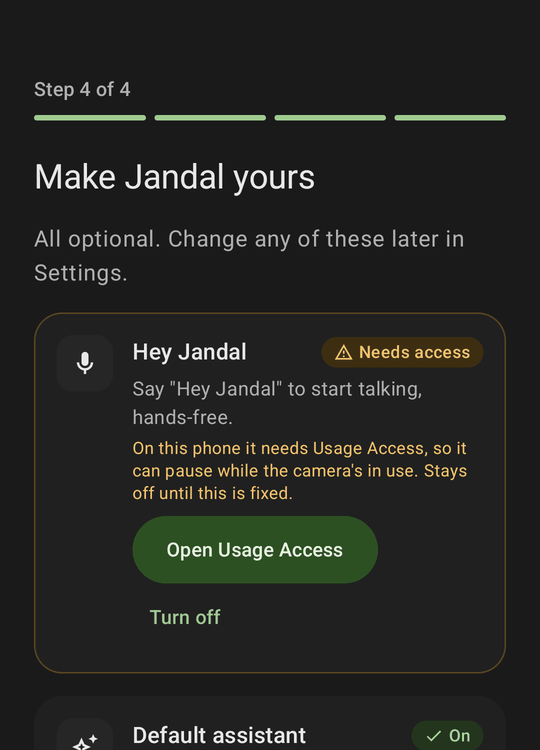 Step 4 of 4
Make Jandal yours
All optional. Change any of these later in
Settings.
Hey Jandal
Needs access
Say "Hey Jandal" to start talking,
hands-free.
On this phone it needs Usage Access, so it
can pause while the camera's in use. Stays
off until this is fixed.
Open Usage Access
Turn off
Default assistant
On